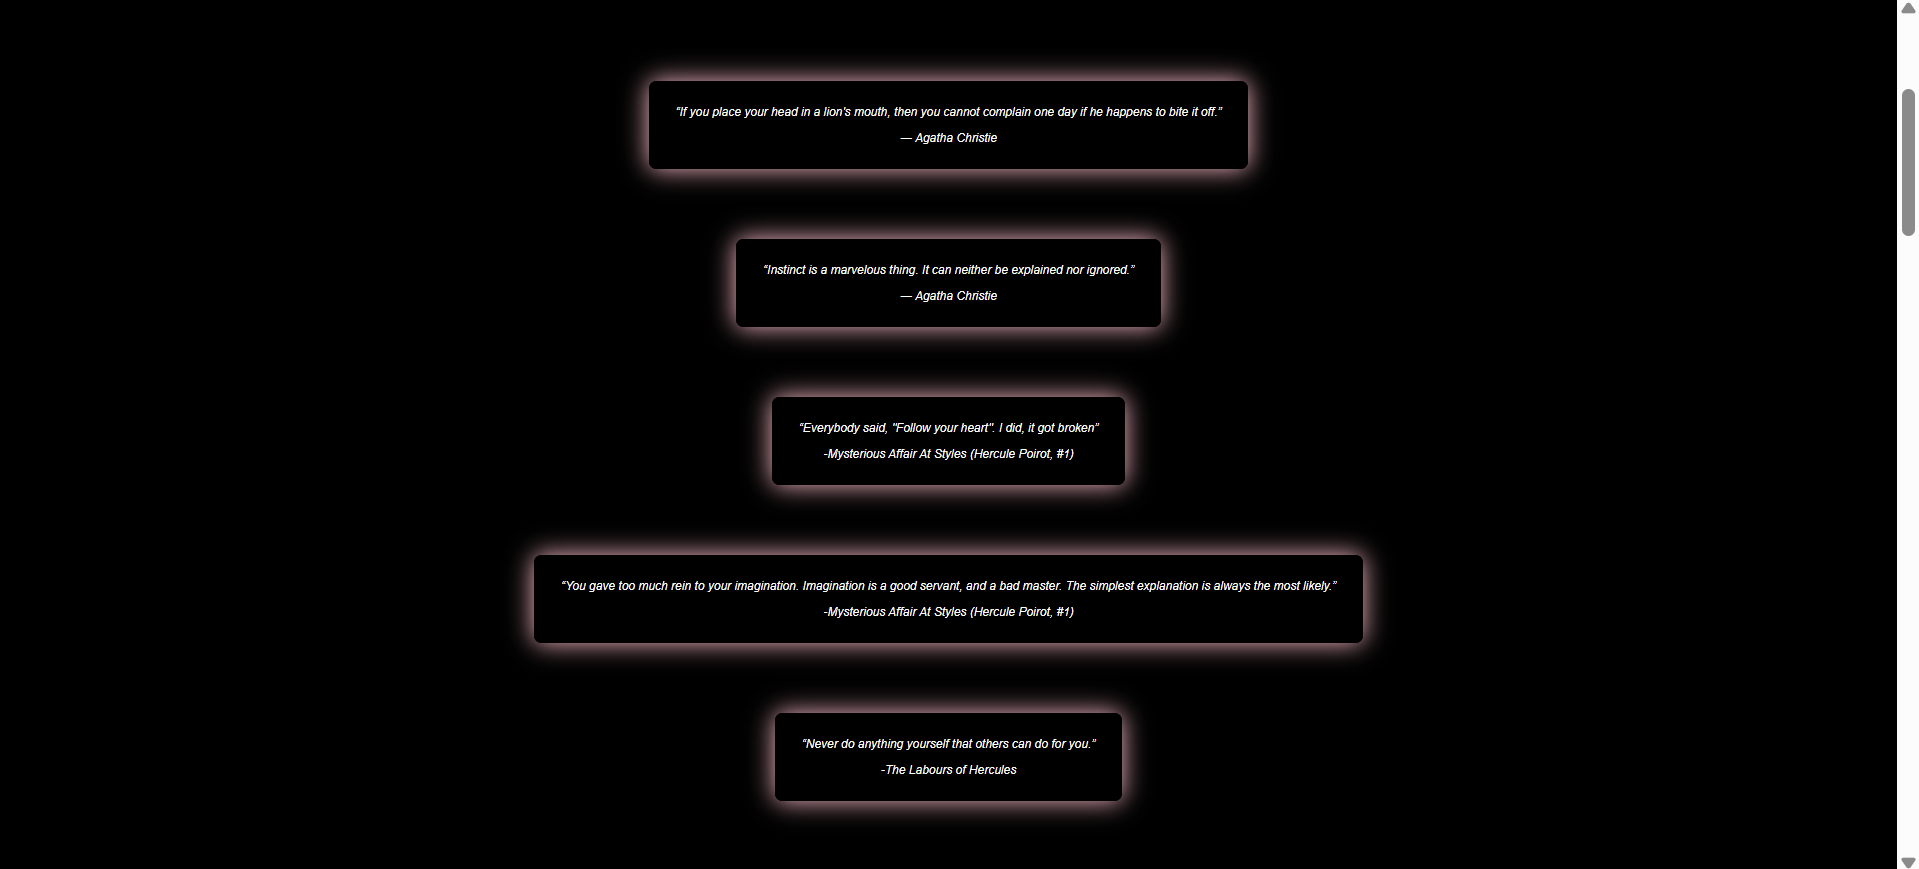 “If you place your head in a lion's mouth, then you cannot complain one day if he happens to bite it off.”
— Agatha Christie
“Instinct is a marvelous thing. It can neither be explained nor ignored.”
— Agatha Christie
“Everybody said, "Follow your heart". I did, it got broken”
-Mysterious Affair At Styles (Hercule Poirot, #1)
“You gave too much rein to your imagination. Imagination is a good servant, and a bad master. The simplest explanation is always the most likely.”
-Mysterious Affair At Styles (Hercule Poirot, #1)
“Never do anything yourself that others can do for you.”
-The Labours of Hercules